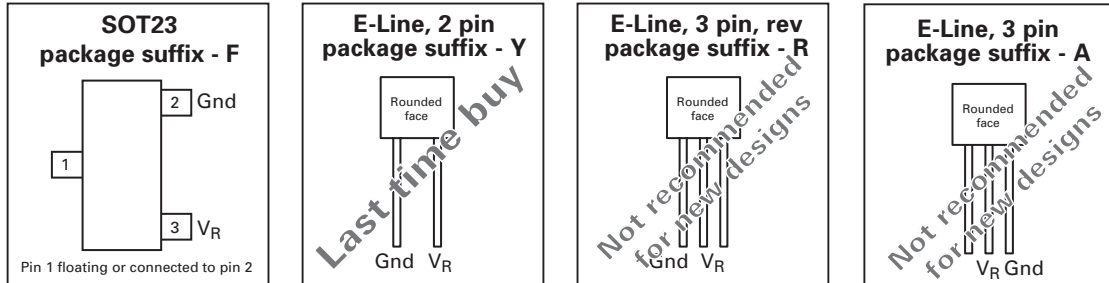 SOT23
package suffix - F
2 Gnd
1
3 VR
Pin 1 floating or connected to pin 2
E-Line, 2 pin
package suffix - Y
Rounded
face
Last time buy
Gnd VR
E-Line, 3 pin, rev
package suffix - R
Rounded
face
Not recommended
for new designs
Gnd VR
E-Line, 3 pin
package suffix - A
Rounded
face
Not recommended
for new designs
VR Gnd